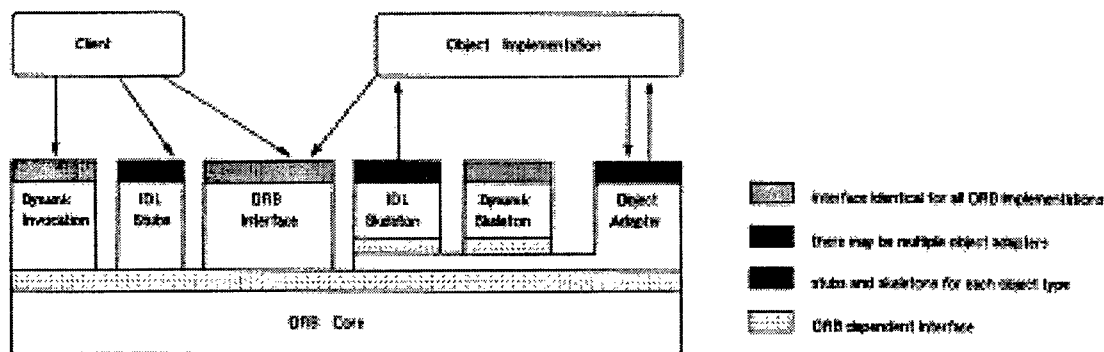 Client
Object Implementation
Dynamic
Invocation
IDL
Stubs
ORB
Interface
IDL
Skeleton
Dynamic
Skeleton
Object
Adapter
ORB Core
Interface identical for all ORB implementations
there may be multiple object adapters
stubs and skeletons for each object type
ORB dependent interface